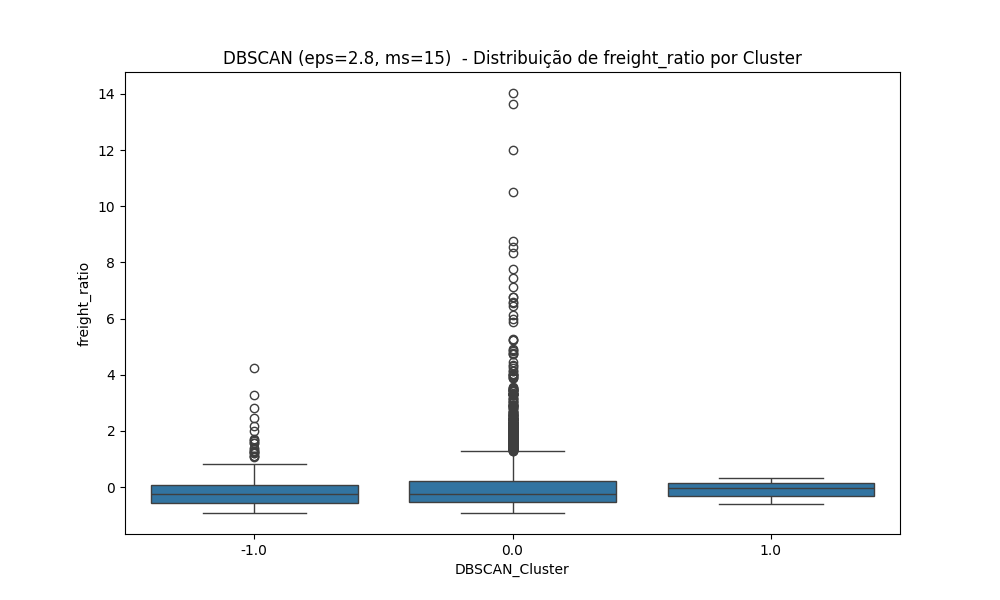 DBSCAN (eps=2.8, ms=15)  - Distribuição de freight_ratio por Cluster
14
12
10
8
6
4
2
0
freight_ratio
-1.0 0.0 1.0
DBSCAN_Cluster